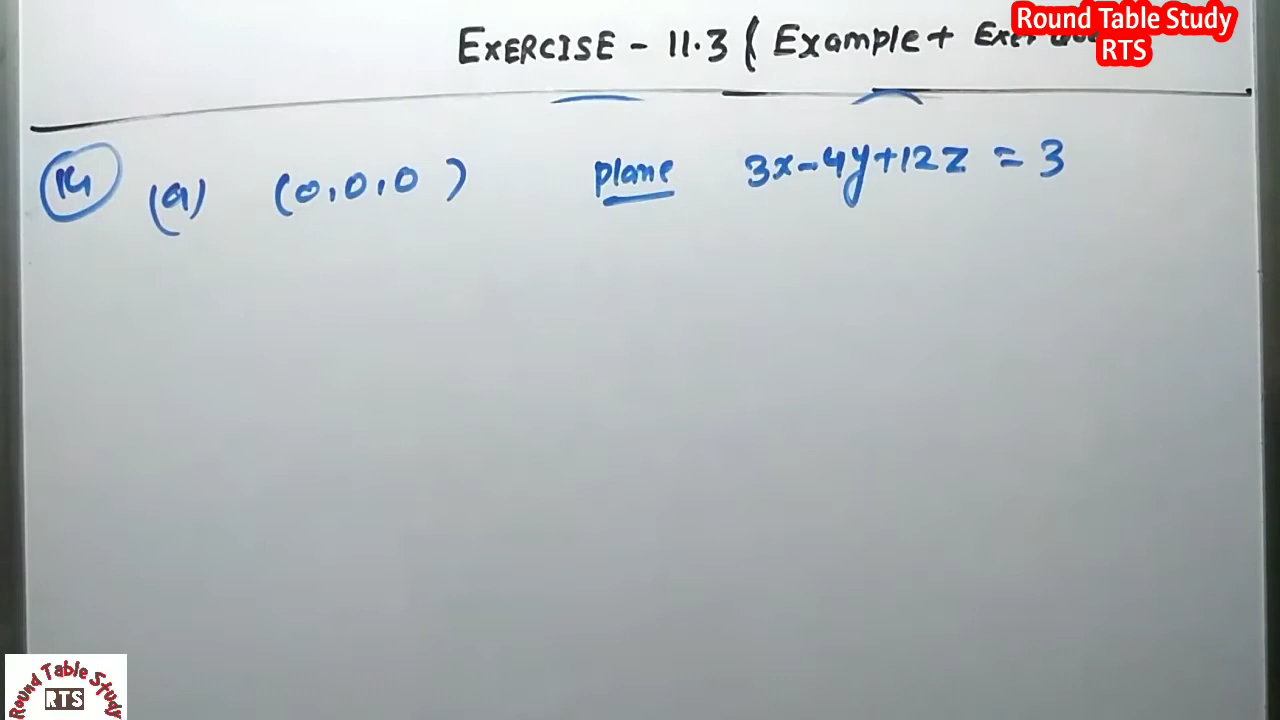 Round Table Study
RTS
EXERCISE - 11.3 ( Example +
14 (a) (0,0,0) plane 3x-4y+12z = 3
Round Table Study
RTS